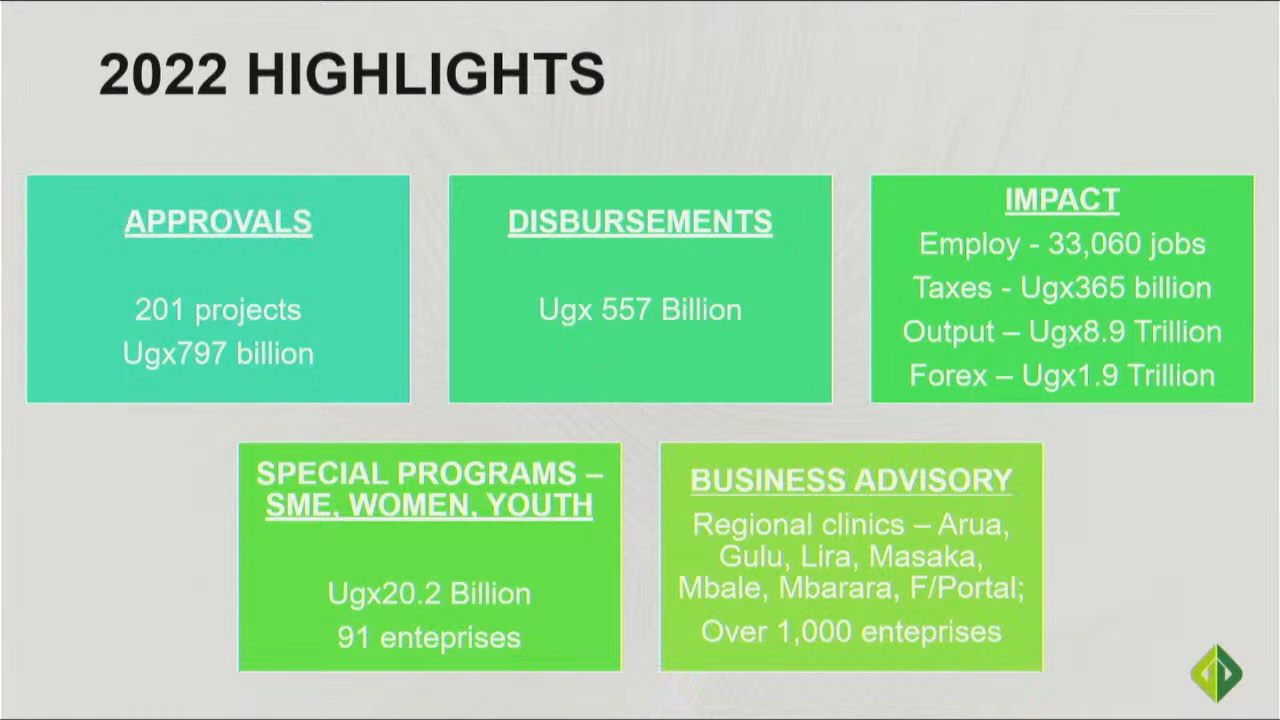 2022 HIGHLIGHTS
APPROVALS
201 projects
Ugx797 billion
DISBURSEMENTS
Ugx 557 Billion
IMPACT
Employ - 33,060 jobs
Taxes - Ugx365 billion
Output – Ugx8.9 Trillion
Forex – Ugx1.9 Trillion
SPECIAL PROGRAMS –
SME, WOMEN, YOUTH
Ugx20.2 Billion
91 enteprises
BUSINESS ADVISORY
Regional clinics – Arua,
Gulu, Lira, Masaka,
Mbale, Mbarara, F/Portal;
Over 1,000 enteprises